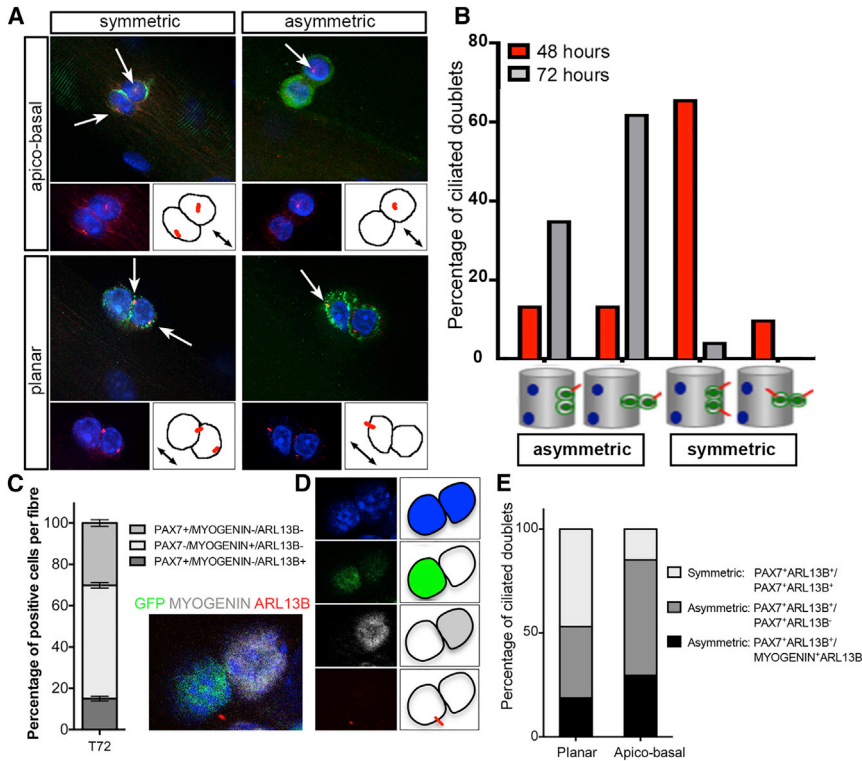 A
symmetric
asymmetric
apico-basal
planar
B
Percentage of ciliated doublets
80
60
40
20
0
48 hours
72 hours
asymmetric
symmetric
C
Percentage of positive cells per fibre
100
80
60
40
20
0
T72
PAX7+/MYOGENIN-/ARL13B-
PAX7-/MYOGENIN+/ARL13B-
PAX7+/MYOGENIN-/ARL13B+
GFP MYOGENIN ARL13B
D
E
Percentage of ciliated doublets
100
50
0
Planar
Apico-basal
Symmetric: PAX7⁺ARL13B⁺/
PAX7⁺ARL13B⁺
Asymmetric: PAX7⁺ARL13B⁺/
PAX7⁺ARL13B⁻
Asymmetric: PAX7⁺ARL13B⁺/
MYOGENIN⁺ARL13B